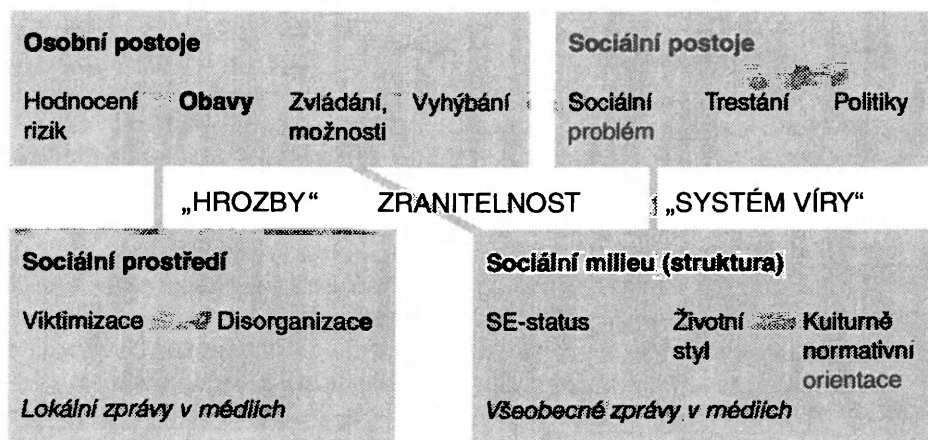 Osobní postoje
Hodnocení rizik
Obavy
Zvládání, možnosti
Vyhýbání
Sociální postoje
Sociální problém
Trestání
Politiky
„HROZBY“
ZRANITELNOST
„SYSTÉM VÍRY“
Sociální prostředí
Viktimizace
Disorganizace
Lokální zprávy v médiích
Sociální milieu (struktura)
SE-status
Životní styl
Kulturně normativní orientace
Všeobecné zprávy v médiích